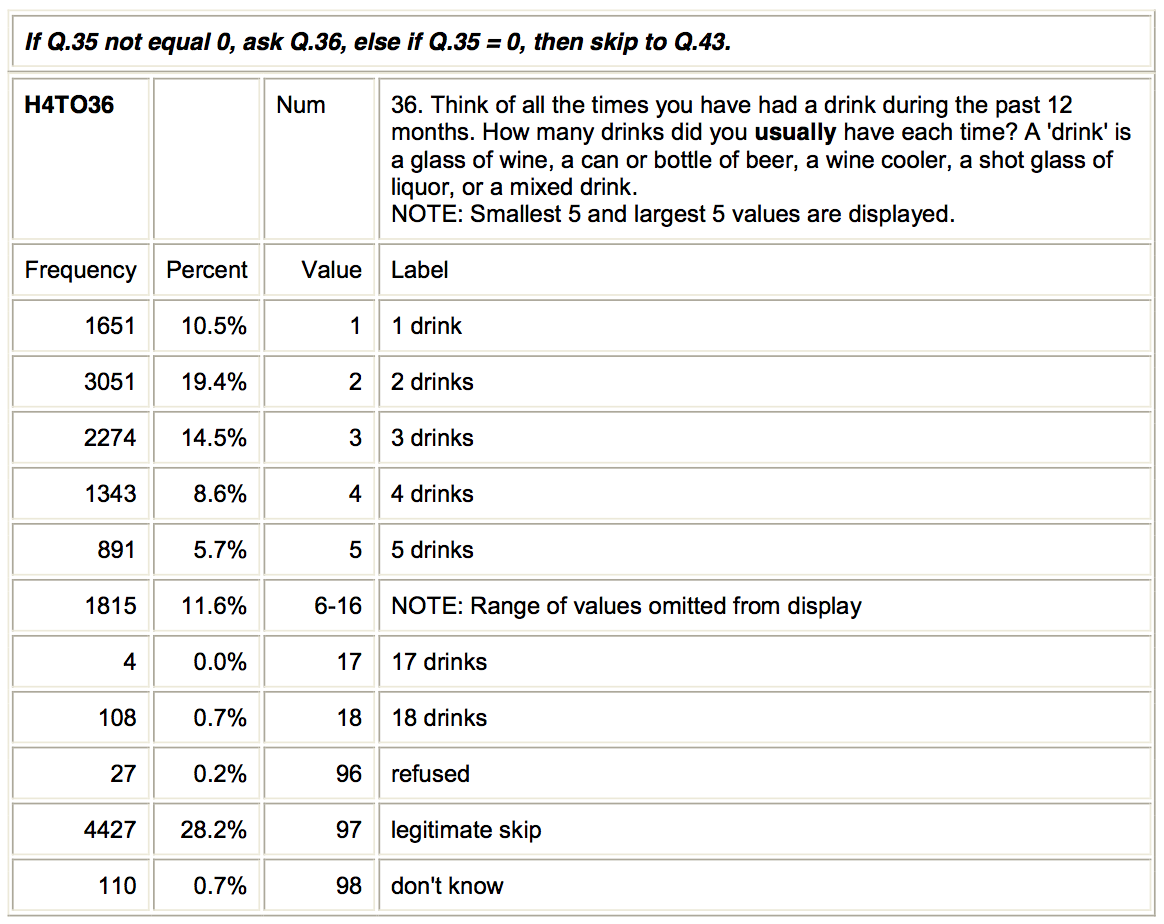 If Q.35 not equal 0, ask Q.36, else if Q.35 = 0, then skip to Q.43.
H4TO36 Num 36. Think of all the times you have had a drink during the past 12
months. How many drinks did you usually have each time? A 'drink' is
a glass of wine, a can or bottle of beer, a wine cooler, a shot glass of
liquor, or a mixed drink.
NOTE: Smallest 5 and largest 5 values are displayed.
Frequency Percent Value Label
1651 10.5% 1 1 drink
3051 19.4% 2 2 drinks
2274 14.5% 3 3 drinks
1343 8.6% 4 4 drinks
891 5.7% 5 5 drinks
1815 11.6% 6-16 NOTE: Range of values omitted from display
4 0.0% 17 17 drinks
108 0.7% 18 18 drinks
27 0.2% 96 refused
4427 28.2% 97 legitimate skip
110 0.7% 98 don't know